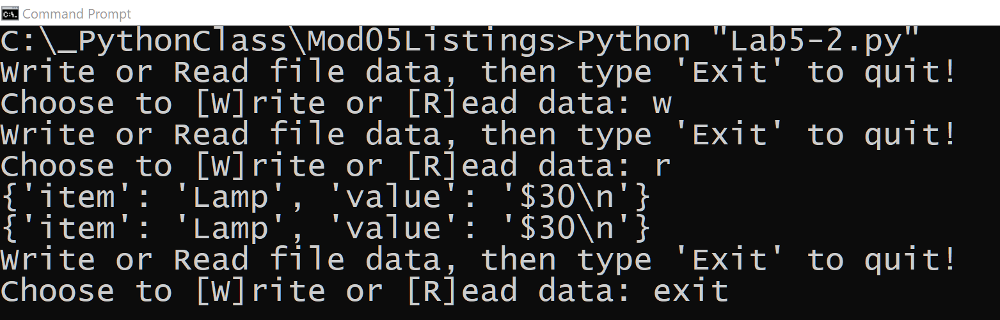 Command Prompt
C:\_PythonClass\Mod05Listings>Python "Lab5-2.py"
Write or Read file data, then type 'Exit' to quit!
Choose to [W]rite or [R]ead data: w
Write or Read file data, then type 'Exit' to quit!
Choose to [W]rite or [R]ead data: r
{'item': 'Lamp', 'value': '$30\n'}
{'item': 'Lamp', 'value': '$30\n'}
Write or Read file data, then type 'Exit' to quit!
Choose to [W]rite or [R]ead data: exit